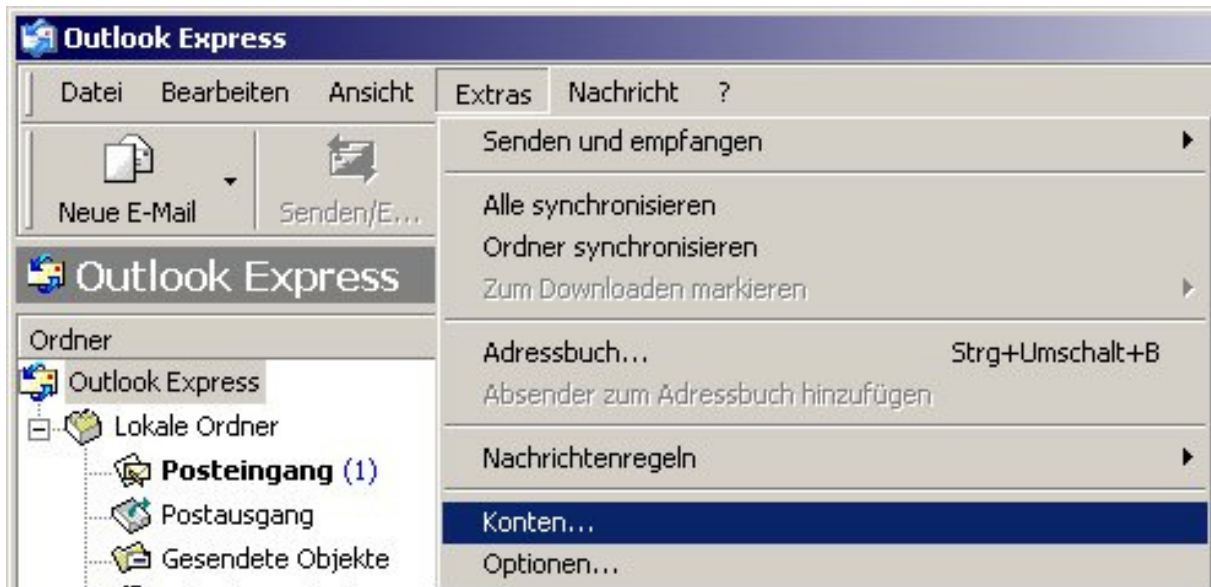 Outlook Express
Datei Bearbeiten Ansicht Extras Nachricht ?
Neue E-Mail Senden/E...
Outlook Express
Ordner
Outlook Express
Lokale Ordner
Posteingang (1)
Postausgang
Gesendete Objekte
Senden und empfangen
Alle synchronisieren
Ordner synchronisieren
Zum Downloaden markieren
Adressbuch... Strg+Umschalt+B
Absender zum Adressbuch hinzufügen
Nachrichtenregeln
Konten...
Optionen...